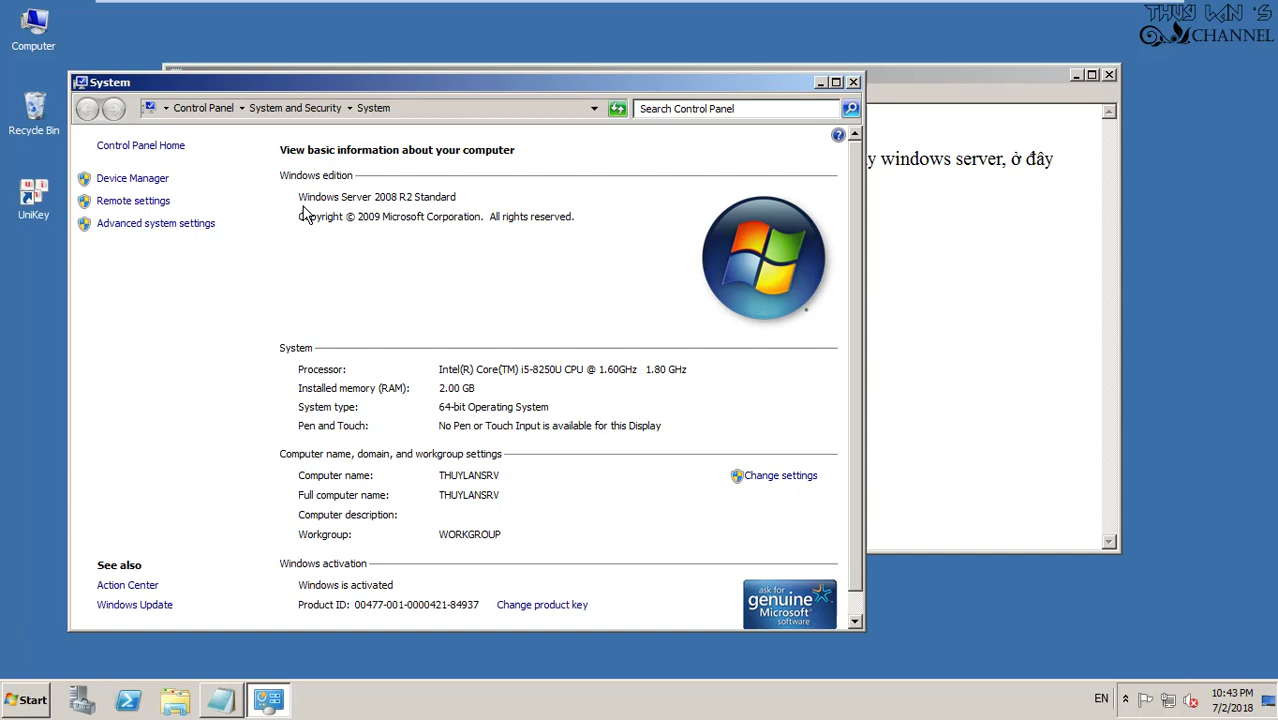 THUY WIN 'S
CHANNEL
Computer
Recycle Bin
UniKey
System
Control Panel
System and Security
System
Search Control Panel
y windows server, ở đây
Control Panel Home
Device Manager
Remote settings
Advanced system settings
See also
Action Center
Windows Update
View basic information about your computer
Windows edition
Windows Server 2008 R2 Standard
Copyright © 2009 Microsoft Corporation. All rights reserved.
System
Processor: Intel(R) Core(TM) i5-8250U CPU @ 1.60GHz 1.80 GHz
Installed memory (RAM): 2.00 GB
System type: 64-bit Operating System
Pen and Touch: No Pen or Touch Input is available for this Display
Computer name, domain, and workgroup settings
Computer name: THUYLANSRV
Change settings
Full computer name: THUYLANSRV
Computer description:
Workgroup: WORKGROUP
Windows activation
Windows is activated
Product ID: 00477-001-0000421-84937 Change product key
ask for
genuine
Microsoft
software
Start
EN
10:43 PM
7/2/2018